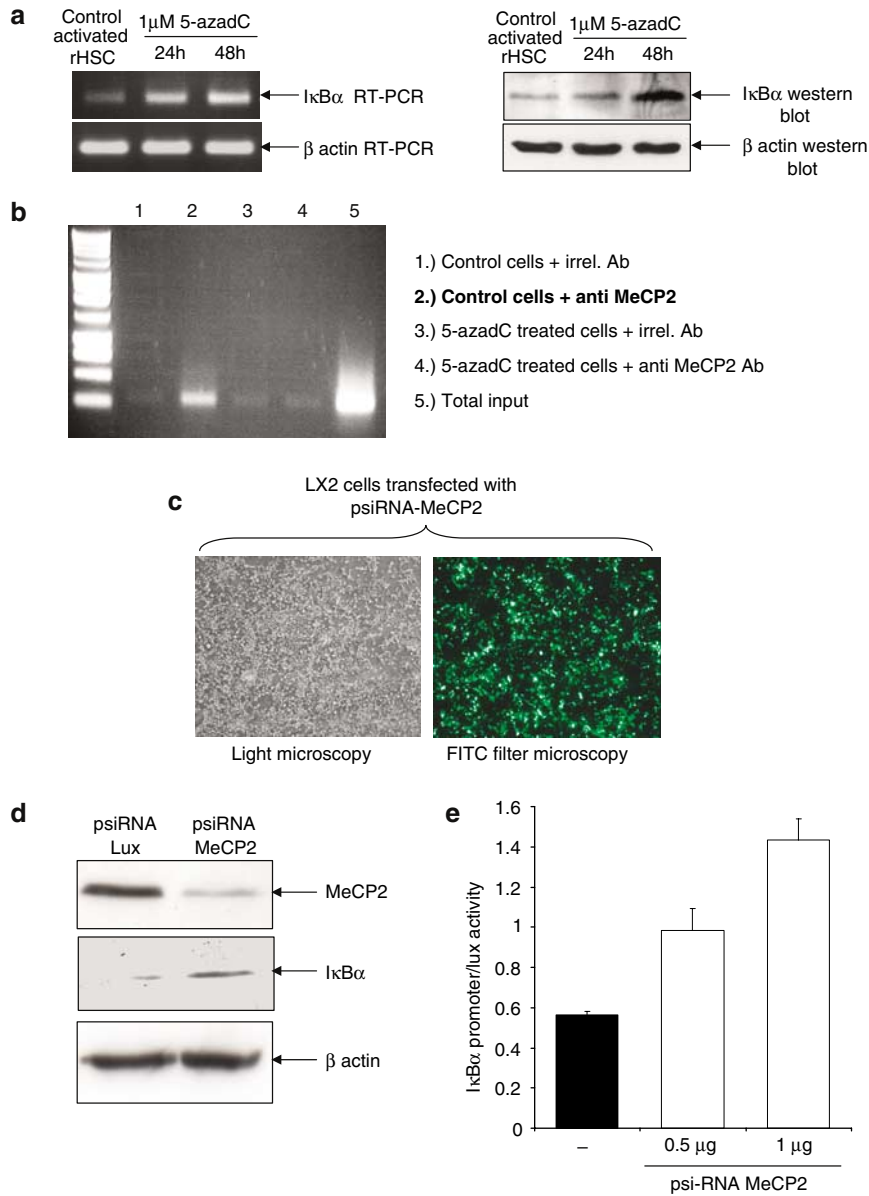 a
Control activated rHSC
1μM 5-azadC
24h
48h
IκBα RT-PCR
β actin RT-PCR
Control activated rHSC
1μM 5-azadC
24h
48h
IκBα western blot
β actin western blot
b
1 2 3 4 5
1.) Control cells + irrel. Ab
2.) Control cells + anti MeCP2
3.) 5-azadC treated cells + irrel. Ab
4.) 5-azadC treated cells + anti MeCP2 Ab
5.) Total input
c
LX2 cells transfected with
psiRNA-MeCP2
Light microscopy
FITC filter microscopy
d
psiRNA Lux
psiRNA MeCP2
MeCP2
IκBα
β actin
e
IκBα promoter/lux activity
1.6
1.4
1.2
1
0.8
0.6
0.4
0.2
0
–
0.5 μg
1 μg
psi-RNA MeCP2